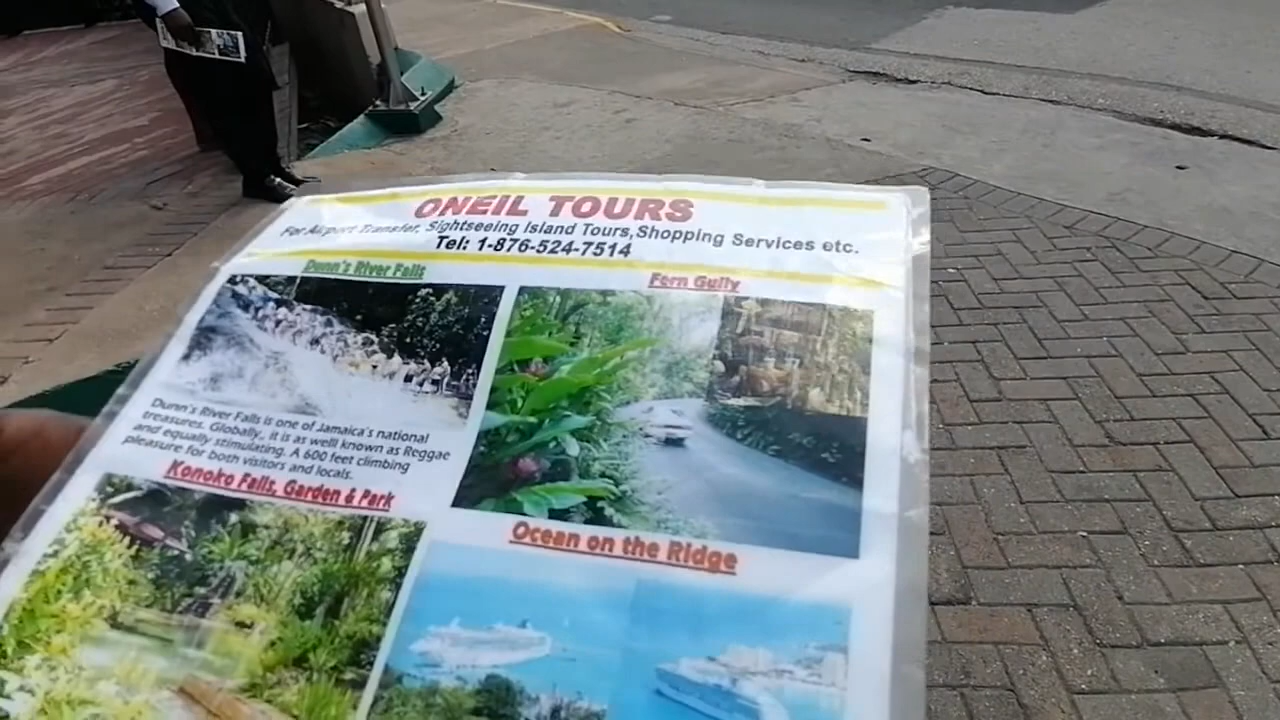 ONEIL TOURS
For Airport Transfer, Sightseeing Island Tours,Shopping Services etc.
Tel: 1-876-524-7514
Dunn's River Falls
Fern Gully
Dunn's River Falls is one of Jamaica's national
treasures. Globally,, it is as well known as Reggae
and equally stimulating. A 600 feet climbing
pleasure for both visitors and locals.
Konoko Falls, Garden & Park
Ocean on the Ridge